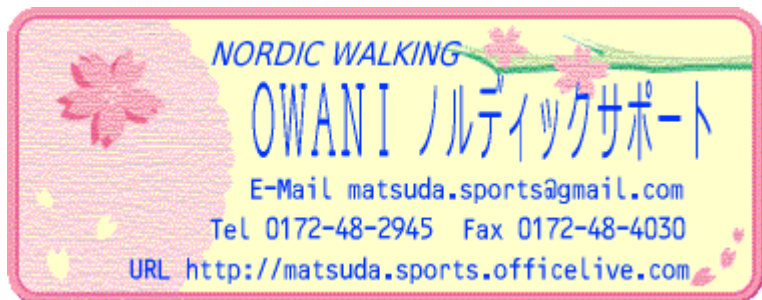 NORDIC WALKING
OWANI ノルディックサポート
E-Mail matsuda.sports@gmail.com
Tel 0172-48-2945 Fax 0172-48-4030
URL http://matsuda.sports.officelive.com